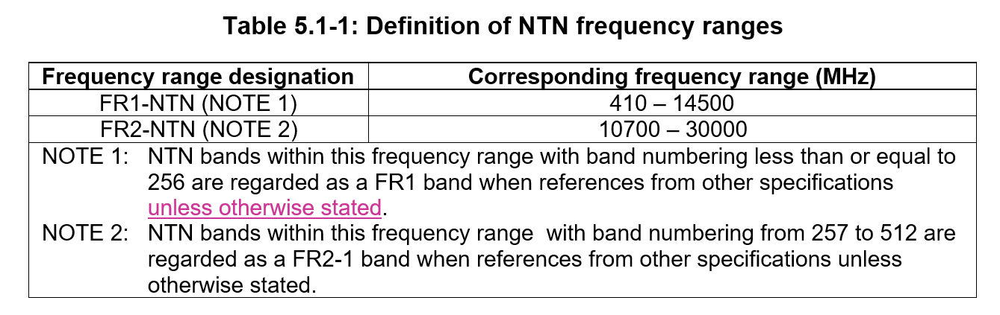 Table 5.1-1: Definition of NTN frequency ranges
Frequency range designation Corresponding frequency range (MHz)
FR1-NTN (NOTE 1) 410 – 14500
FR2-NTN (NOTE 2) 10700 – 30000
NOTE 1: NTN bands within this frequency range with band numbering less than or equal to
256 are regarded as a FR1 band when references from other specifications
unless otherwise stated.
NOTE 2: NTN bands within this frequency range  with band numbering from 257 to 512 are
regarded as a FR2-1 band when references from other specifications unless
otherwise stated.